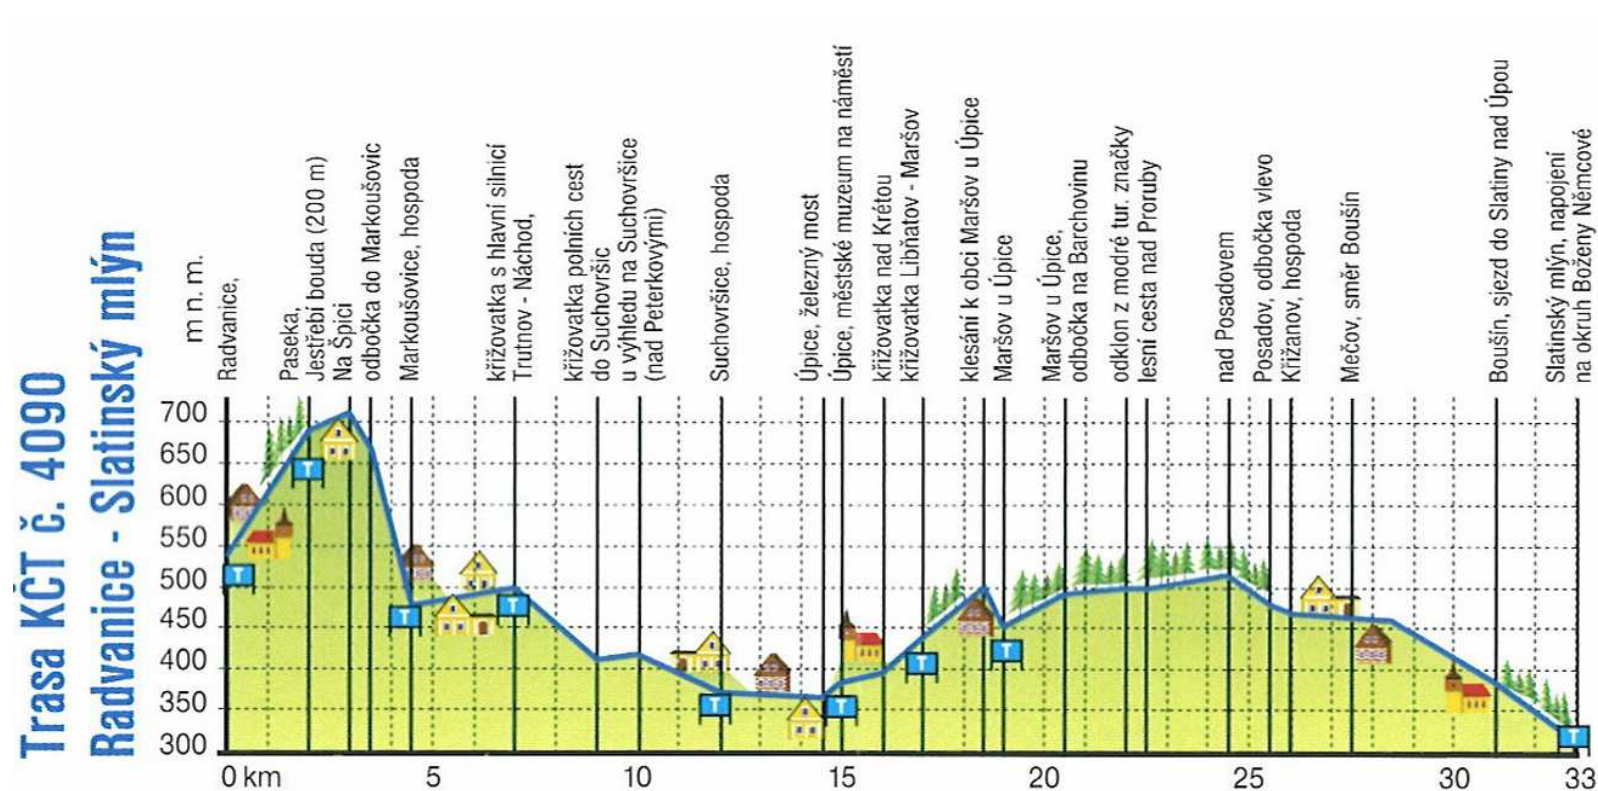 Trasa KČT č. 4090
Radvanice - Slatinský mlýn
m n. m.
Radvanice,
Paseka,
Jestřebí bouda (200 m)
Na Špici
odbočka do Markoušovic
Markoušovice, hospoda
křižovatka s hlavní silnicí
Trutnov - Náchod,
křižovatka polních cest
do Suchovršic
u výhledu na Suchovršice
(nad Peterkovými)
Suchovršice, hospoda
Úpice, železný most
Úpice, městské muzeum na náměstí
křižovatka nad Krétou
křižovatka Libňatov - Maršov
klesání k obci Maršov u Úpice
Maršov u Úpice
Maršov u Úpice,
odbočka na Barchovinu
odklon z modré tur. značky
lesní cesta nad Proruby
nad Posadovem
Posadov, odbočka vlevo
Křižanov, hospoda
Mečov, směr Boušín
Boušín, sjezd do Slatiny nad Úpou
Slatinský mlýn, napojení
na okruh Boženy Němcové
700
650
600
550
500
450
400
350
300
T
T
T
T
T
T
T
T
T
0 km 5 10 15 20 25 30 33